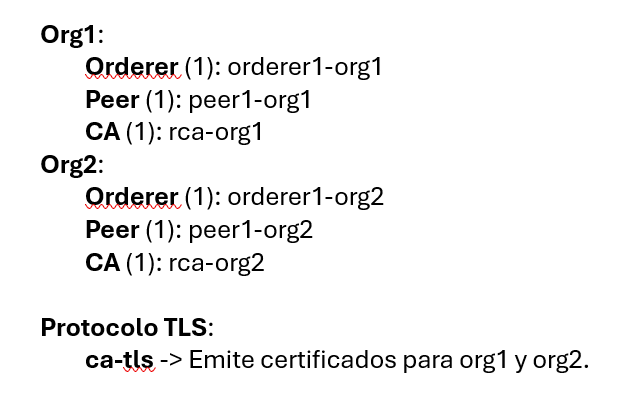 Org1:
Orderer (1): orderer1-org1
Peer (1): peer1-org1
CA (1): rca-org1
Org2:
Orderer (1): orderer1-org2
Peer (1): peer1-org2
CA (1): rca-org2
Protocolo TLS:
ca-tls -> Emite certificados para org1 y org2.